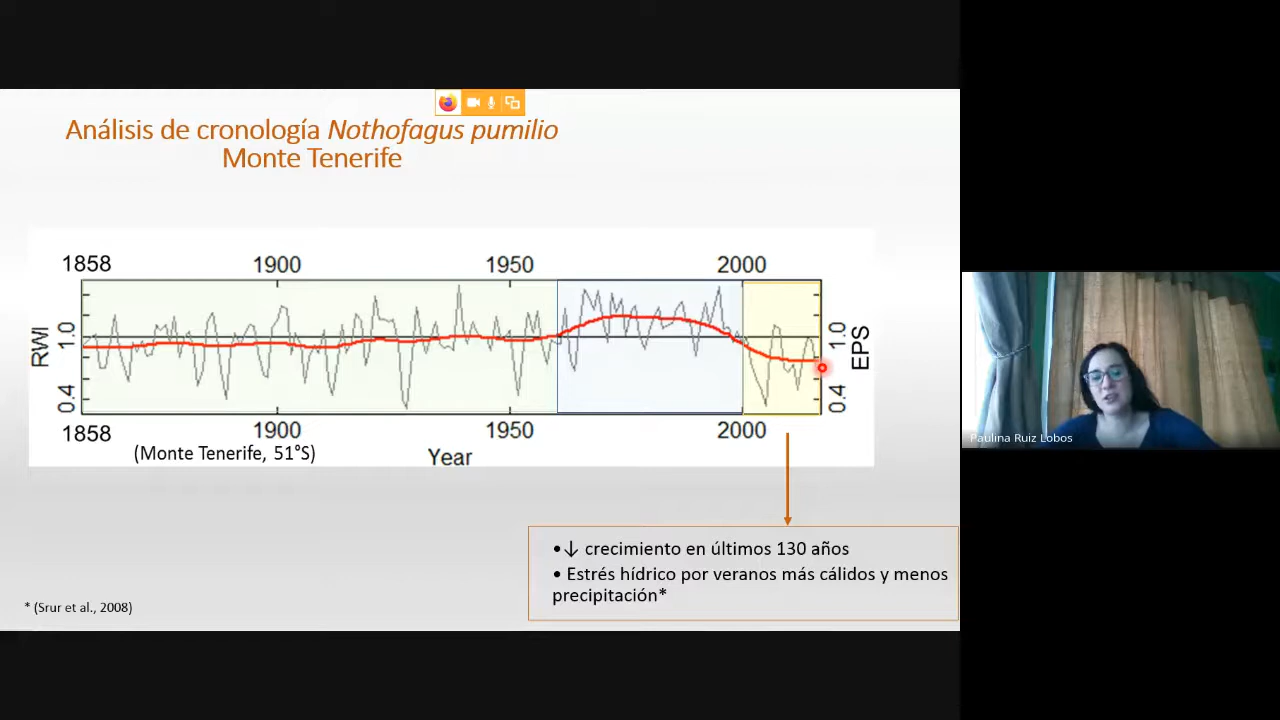 Análisis de cronología Nothofagus pumilio
Monte Tenerife
1858 1900 1950 2000
RWI
1.0
0.4
1.0
0.4
EPS
1858 1900 1950 2000
(Monte Tenerife, 51°S)
Year
•↓ crecimiento en últimos 130 años
• Estrés hídrico por veranos más cálidos y menos
precipitación*
* (Srur et al., 2008)
Paulina Ruiz Lobos